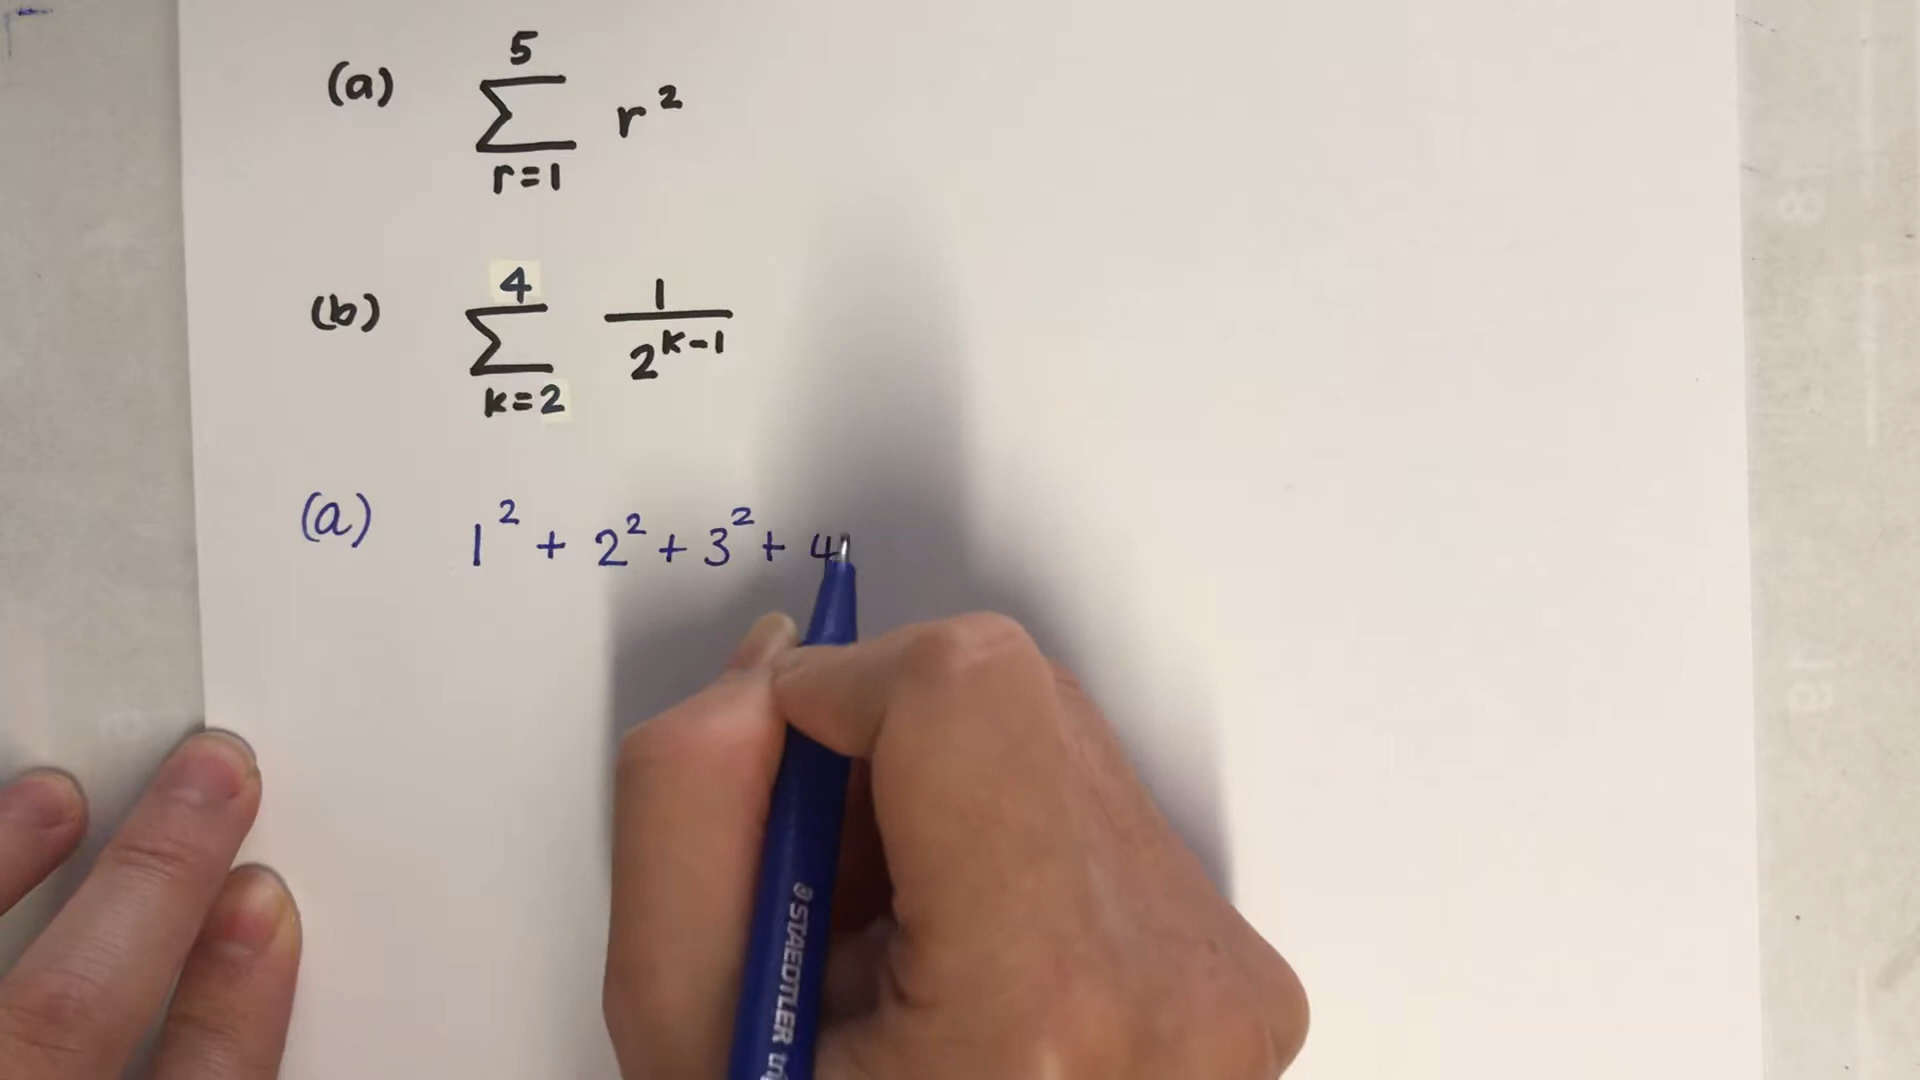 (a) 5
∑ r²
r=1
(b) 4
∑ 1/2^(k-1)
k=2
(a) 1² + 2² + 3² + 4
STAEDTLER